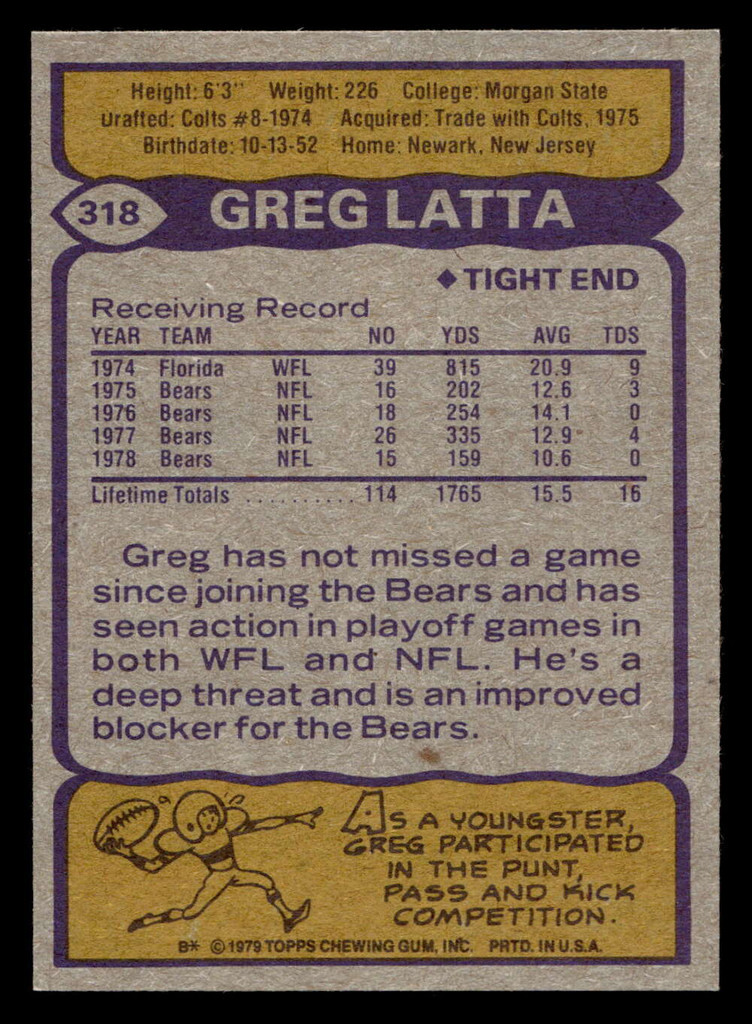 Height: 6'3" Weight: 226 College: Morgan State
Drafted: Colts #8-1974 Acquired: Trade with Colts, 1975
Birthdate: 10-13-52 Home: Newark, New Jersey
318 GREG LATTA
◆ TIGHT END
Receiving Record
YEAR TEAM NO YDS AVG TDS
1974 Florida WFL 39 815 20.9 9
1975 Bears NFL 16 202 12.6 3
1976 Bears NFL 18 254 14.1 0
1977 Bears NFL 26 335 12.9 4
1978 Bears NFL 15 159 10.6 0
Lifetime Totals .......... 114 1765 15.5 16
Greg has not missed a game
since joining the Bears and has
seen action in playoff games in
both WFL and NFL. He's a
deep threat and is an improved
blocker for the Bears.
AS A YOUNGSTER,
GREG PARTICIPATED
IN THE PUNT,
PASS AND KICK
COMPETITION.
B* © 1979 TOPPS CHEWING GUM, INC. PRTD. IN U.S.A.